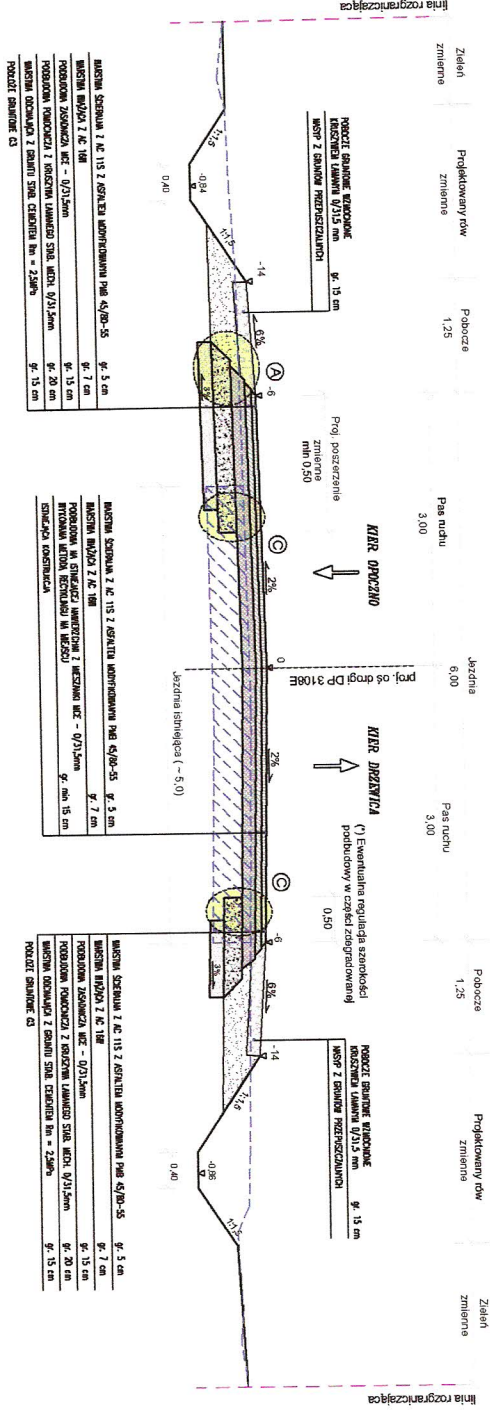 linia rozgraniczająca
Zieleń
zmienne
Projektowany rów
zmienne
Pobocze
1,25
Pas ruchu
3,00
Jezdnia
6,00
Pas ruchu
3,00
Pobocze
1,25
Projektowany rów
zmienne
Zieleń
zmienne
linia rozgraniczająca
POBOCZE GRUNTOWE WZMOCNIONE
KRUSZYWEM ŁAMANYM 0/31,5 mm gr. 15 cm
NASYP Z GRUNTÓW PRZEPUSZCZALNYCH
Proj. poszerzenie
zmienne
min 0,50
KIER OPOCZNO
KIER DRZEWICA
(*) Ewentualna regulacja szerokości
podbudowy w części zdegradowanej
0,50
POBOCZE GRUNTOWE WZMOCNIONE
KRUSZYWEM ŁAMANYM 0/31,5 mm gr. 15 cm
NASYP Z GRUNTÓW PRZEPUSZCZALNYCH
proj. oś drogi DP 3108E
1:1,5
-0,84
0,40
1:1,5
-14
6%
A
-6
3%
C
2%
0
2%
C
-6
3%
6%
-14
1:1,5
-0,86
0,40
1:1,5
Jezdnia istniejąca (~ 5,0)
WARSTWA ŚCIERALNA Z AC 11S Z ASFALTEM MODYFIKOWANYM PMB 45/80-55 gr. 5 cm
WARSTWA WIĄŻĄCA Z AC 16W gr. 7 cm
PODBUDOWA ZASADNICZA MCE - 0/31,5mm gr. 15 cm
PODBUDOWA POMOCNICZA Z KRUSZYWA ŁAMANEGO STAB. MECH. 0/31,5mm gr. 20 cm
WARSTWA ODCINAJĄCA Z GRUNTU STAB. CEMENTEM Rm = 2,5MPa gr. 15 cm
PODŁOŻE GRUNTOWE G3
WARSTWA ŚCIERALNA Z AC 11S Z ASFALTEM MODYFIKOWANYM PMB 45/80-55 gr. 5 cm
WARSTWA WIĄŻĄCA Z AC 16W gr. 7 cm
PODBUDOWA NA ISTNIEJĄCEJ NAWIERZCHNI Z MIESZANKI MCE - 0/31,5mm
WYKONANA METODĄ RECYKLINGU NA MIEJSCU gr. min 15 cm
ISTNIEJĄCA KONSTRUKCJA
WARSTWA ŚCIERALNA Z AC 11S Z ASFALTEM MODYFIKOWANYM PMB 45/80-55 gr. 5 cm
WARSTWA WIĄŻĄCA Z AC 16W gr. 7 cm
PODBUDOWA ZASADNICZA MCE - 0/31,5mm gr. 15 cm
PODBUDOWA POMOCNICZA Z KRUSZYWA ŁAMANEGO STAB. MECH. 0/31,5mm gr. 20 cm
WARSTWA ODCINAJĄCA Z GRUNTU STAB. CEMENTEM Rm = 2,5MPa gr. 15 cm
PODŁOŻE GRUNTOWE G3